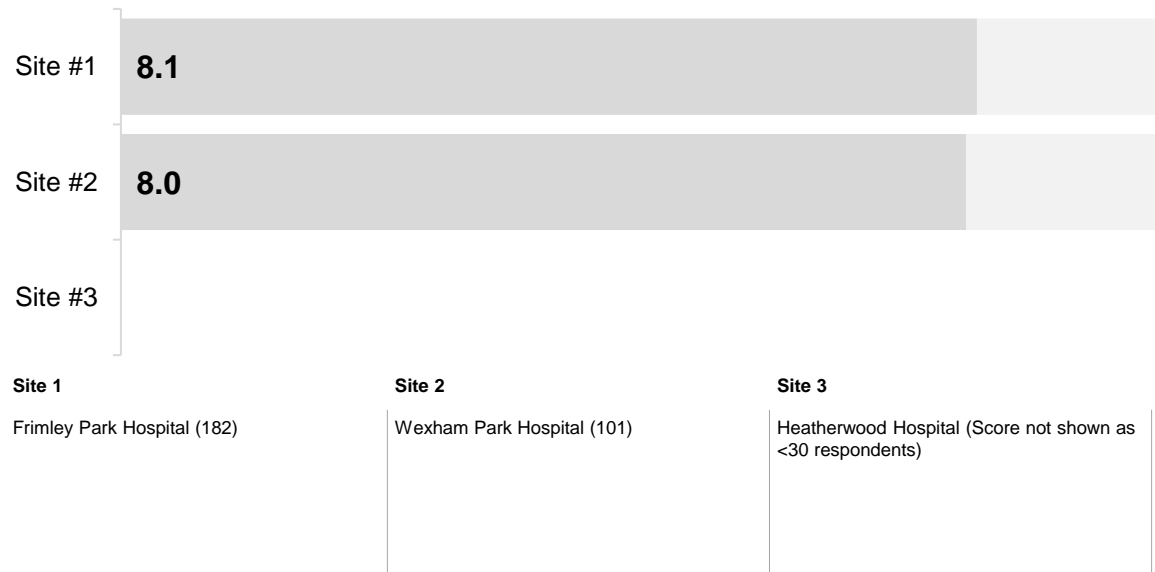 Site #1
8.1
Site #2
8.0
Site #3
Site 1
Site 2
Site 3
Frimley Park Hospital (182)
Wexham Park Hospital (101)
Heatherwood Hospital (Score not shown as
<30 respondents)